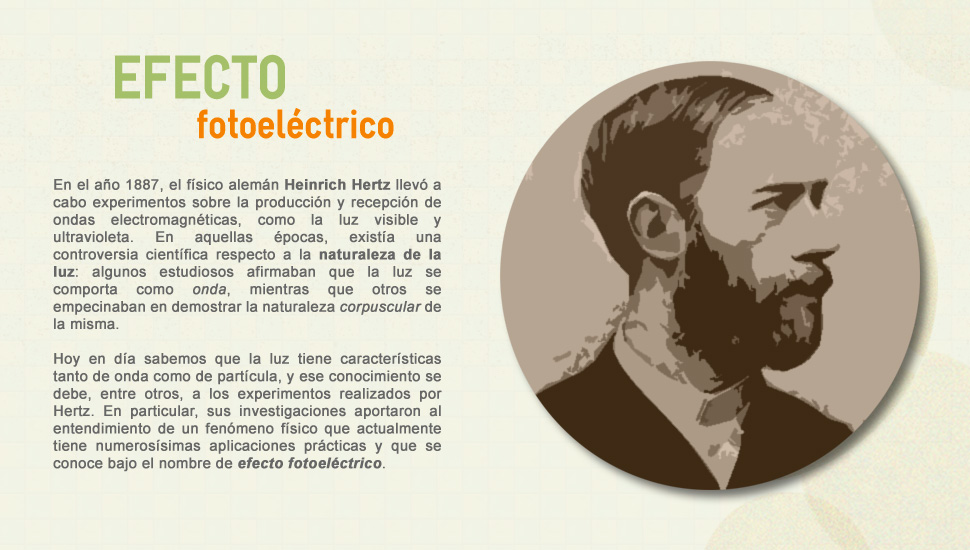 EFECTO
fotoeléctrico
En el año 1887, el físico alemán Heinrich Hertz llevó a
cabo experimentos sobre la producción y recepción de
ondas electromagnéticas, como la luz visible y
ultravioleta. En aquellas épocas, existía una
controversia científica respecto a la naturaleza de la
luz: algunos estudiosos afirmaban que la luz se
comporta como onda, mientras que otros se
empecinaban en demostrar la naturaleza corpuscular de
la misma.
Hoy en día sabemos que la luz tiene características
tanto de onda como de partícula, y ese conocimiento se
debe, entre otros, a los experimentos realizados por
Hertz. En particular, sus investigaciones aportaron al
entendimiento de un fenómeno físico que actualmente
tiene numerosísimas aplicaciones prácticas y que se
conoce bajo el nombre de efecto fotoeléctrico.